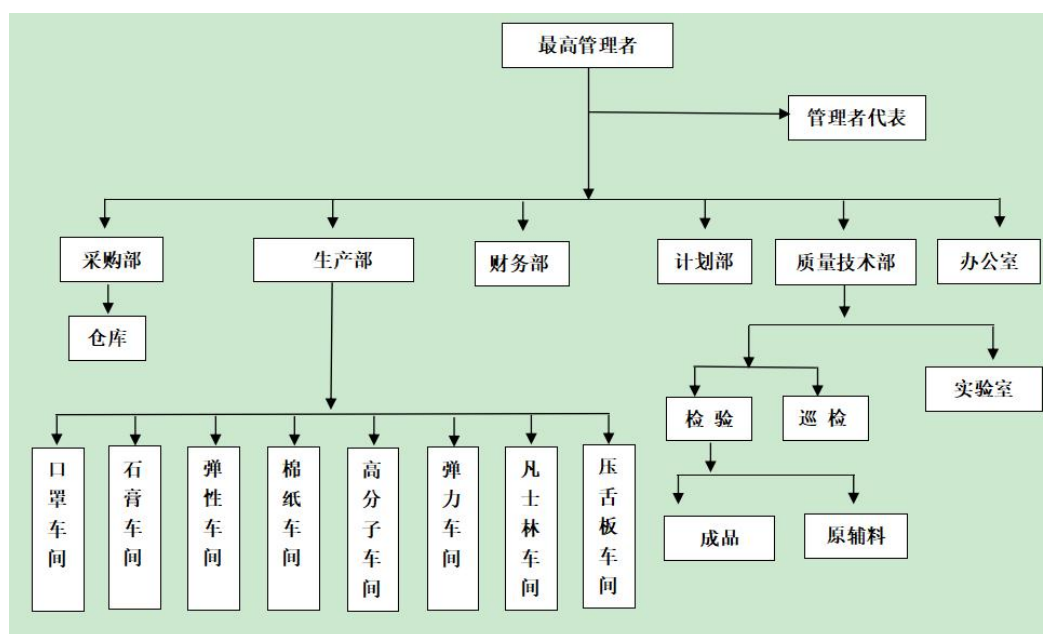 最高管理者
管理者代表
采购部
生产部
财务部
计划部
质量技术部
办公室
仓库
实验室
检 验
巡 检
口罩车间
石膏车间
弹性车间
棉纸车间
高分子车间
弹力车间
凡士林车间
压舌板车间
成品
原辅料